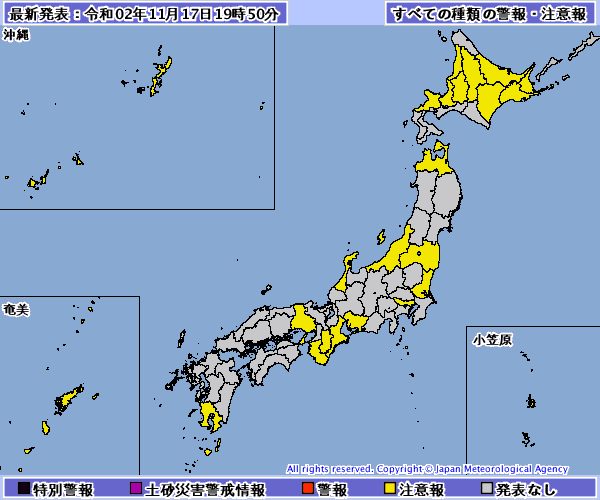 最新発表：令和02年11月17日19時50分
すべての種類の警報・注意報
沖縄
奄美
小笠原
All rights reserved. Copyright © Japan Meteorological Agency
特別警報
土砂災害警戒情報
警報
注意報
発表なし